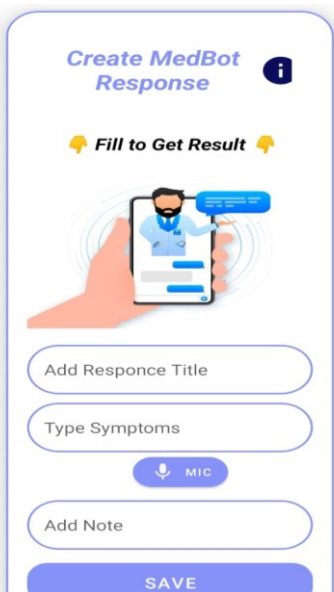 Create MedBot
Response
i
👇 Fill to Get Result 👇
Add Responce Title
Type Symptoms
MIC
Add Note
SAVE